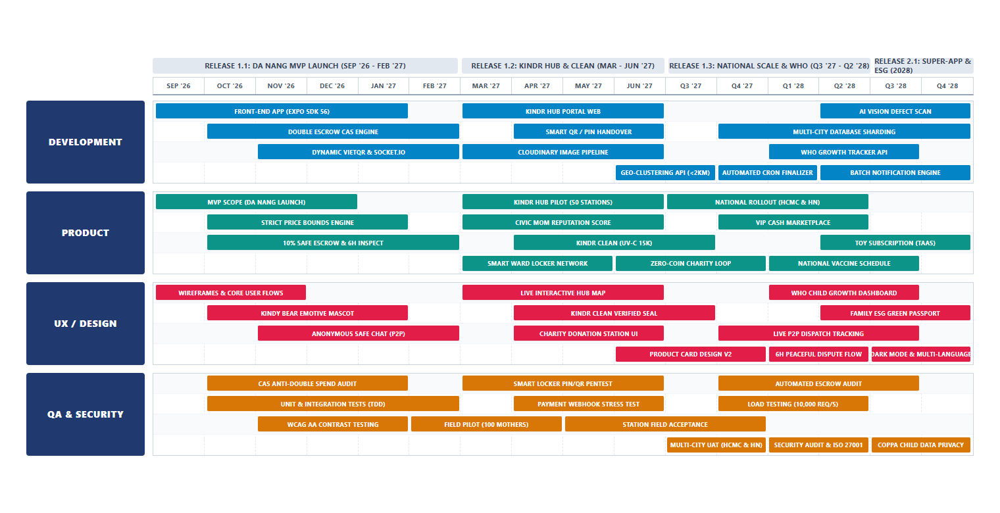 RELEASE 1.1: DA NANG MVP LAUNCH (SEP '26 - FEB '27)
RELEASE 1.2: KINDR HUB & CLEAN (MAR - JUN '27)
RELEASE 1.3: NATIONAL SCALE & WHO (Q3 '27 - Q2 '28)
RELEASE 2.1: SUPER-APP &
ESG (2028)
SEP '26
OCT '26
NOV '26
DEC '26
JAN '27
FEB '27
MAR '27
APR '27
MAY '27
JUN '27
Q3 '27
Q4 '27
Q1 '28
Q2 '28
Q3 '28
Q4 '28
DEVELOPMENT
FRONT-END APP (EXPO SDK 56)
KINDR HUB PORTAL WEB
AI VISION DEFECT SCAN
DOUBLE ESCROW CAS ENGINE
SMART QR / PIN HANDOVER
MULTI-CITY DATABASE SHARDING
DYNAMIC VIETQR & SOCKET.IO
CLOUDINARY IMAGE PIPELINE
WHO GROWTH TRACKER API
GEO-CLUSTERING API (<2KM)
AUTOMATED CRON FINALIZER
BATCH NOTIFICATION ENGINE
PRODUCT
MVP SCOPE (DA NANG LAUNCH)
KINDR HUB PILOT (50 STATIONS)
NATIONAL ROLLOUT (HCMC & HN)
STRICT PRICE BOUNDS ENGINE
CIVIC MOM REPUTATION SCORE
VIP CASH MARKETPLACE
10% SAFE ESCROW & 6H INSPECT
KINDR CLEAN (UV-C 15K)
TOY SUBSCRIPTION (TAAS)
SMART WARD LOCKER NETWORK
ZERO-COIN CHARITY LOOP
NATIONAL VACCINE SCHEDULE
UX / DESIGN
WIREFRAMES & CORE USER FLOWS
LIVE INTERACTIVE HUB MAP
WHO CHILD GROWTH DASHBOARD
KINDY BEAR EMOTIVE MASCOT
KINDR CLEAN VERIFIED SEAL
FAMILY ESG GREEN PASSPORT
ANONYMOUS SAFE CHAT (P2P)
CHARITY DONATION STATION UI
LIVE P2P DISPATCH TRACKING
PRODUCT CARD DESIGN V2
6H PEACEFUL DISPUTE FLOW
DARK MODE & MULTI-LANGUAGE
QA & SECURITY
CAS ANTI-DOUBLE SPEND AUDIT
SMART LOCKER PIN/QR PENTEST
AUTOMATED ESCROW AUDIT
UNIT & INTEGRATION TESTS (TDD)
PAYMENT WEBHOOK STRESS TEST
LOAD TESTING (10,000 REQ/S)
WCAG AA CONTRAST TESTING
FIELD PILOT (100 MOTHERS)
STATION FIELD ACCEPTANCE
MULTI-CITY UAT (HCMC & HN)
SECURITY AUDIT & ISO 27001
COPPA CHILD DATA PRIVACY